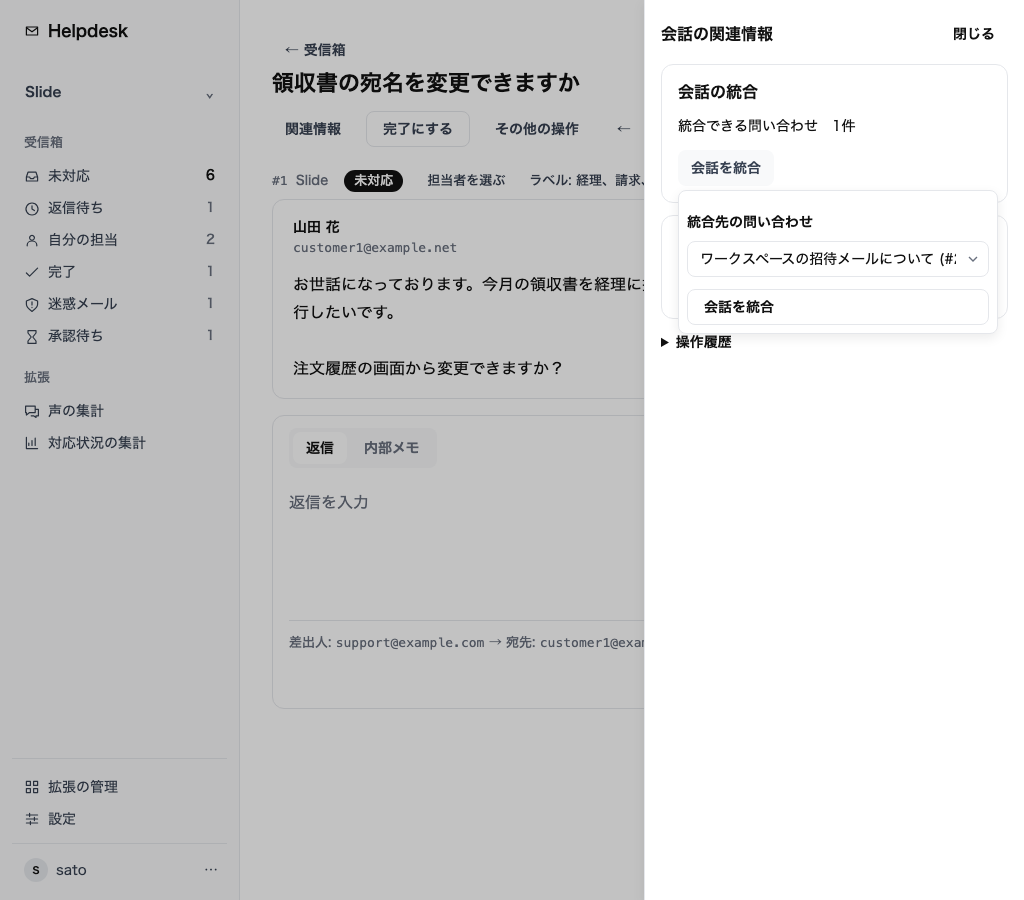 Helpdesk
Slide
受信箱
未対応 6
返信待ち 1
自分の担当 2
完了 1
迷惑メール 1
承認待ち 1
拡張
声の集計
対応状況の集計
拡張の管理
設定
S sato ...
← 受信箱
領収書の宛名を変更できますか
関連情報 完了にする その他の操作 ←
#1 Slide 未対応 担当者を選ぶ ラベル: 経理、請求、
山田 花
customer1@example.net
お世話になっております。今月の領収書を経理に
行したいです。
注文履歴の画面から変更できますか？
返信 内部メモ
返信を入力
差出人: support@example.com → 宛先: customer1@exam
会話の関連情報 閉じる
会話の統合
統合できる問い合わせ 1件
会話を統合
統合先の問い合わせ
ワークスペースの招待メールについて (#2
会話を統合
▶ 操作履歴